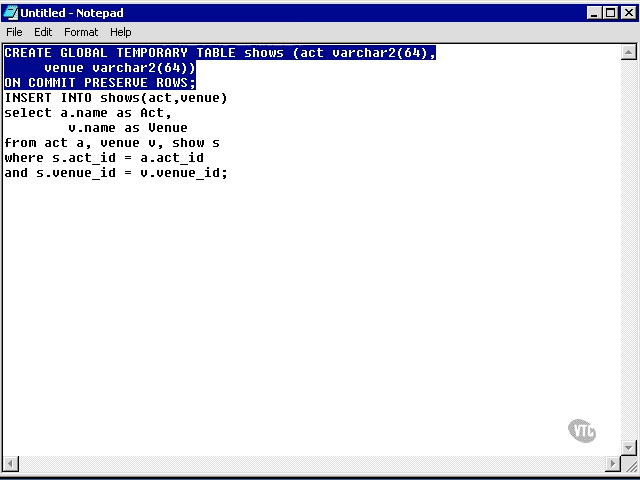 Untitled - Notepad
File Edit Format Help
CREATE GLOBAL TEMPORARY TABLE shows (act varchar2(64),
venue varchar2(64))
ON COMMIT PRESERVE ROWS;
INSERT INTO shows(act,venue)
select a.name as Act,
v.name as Venue
from act a, venue v, show s
where s.act_id = a.act_id
and s.venue_id = v.venue_id;
VTC